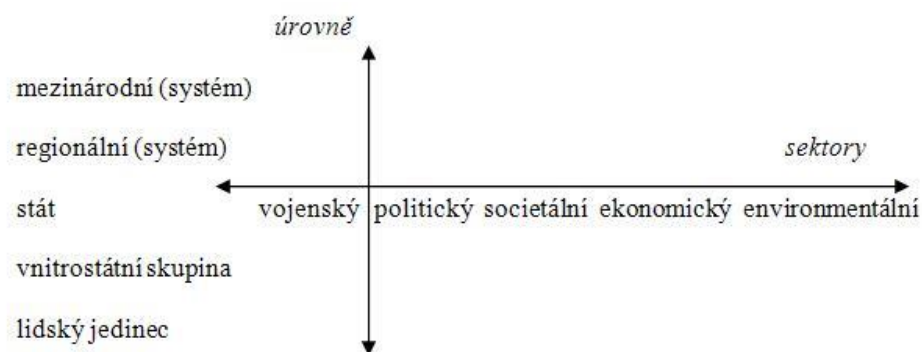 úrovně
mezinárodní (systém)
regionální (systém)
sektory
stát
vojenský politický societální ekonomický environmentální
vnitrostátní skupina
lidský jedinec